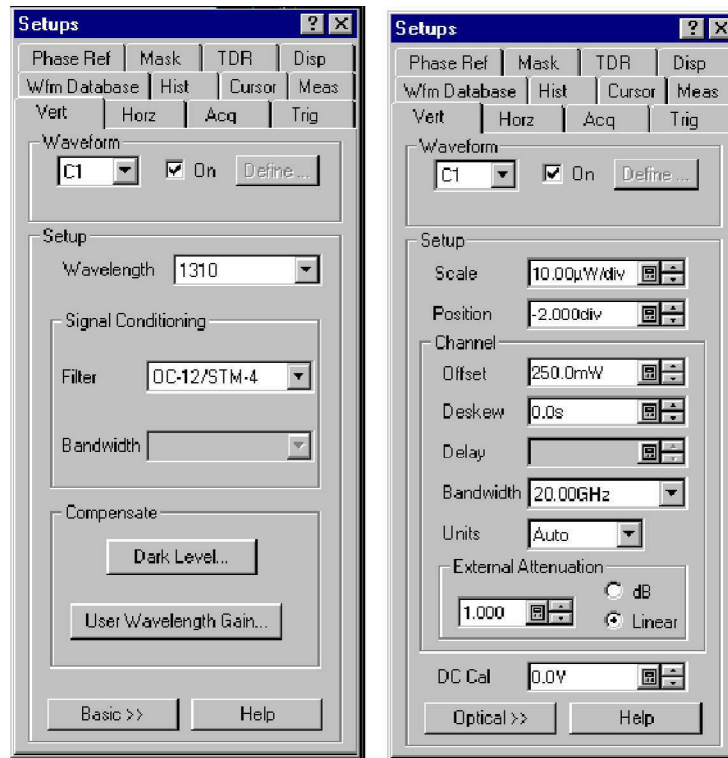 Setups
Phase Ref Mask TDR Disp
Wfm Database Hist Cursor Meas
Vert Horz Acq Trig
Waveform
C1 On Define ...
Setup
Wavelength 1310
Signal Conditioning
Filter OC-12/STM-4
Bandwidth
Compensate
Dark Level...
User Wavelength Gain...
Basic >> Help
Setups
Phase Ref Mask TDR Disp
Wfm Database Hist Cursor Meas
Vert Horz Acq Trig
Waveform
C1 On Define ...
Setup
Scale 10.00µW/div
Position -2.000div
Channel
Offset 250.0mW
Deskew 0.0s
Delay
Bandwidth 20.00GHz
Units Auto
External Attenuation
dB
1.000
Linear
DC Cal 0.0V
Optical >> Help